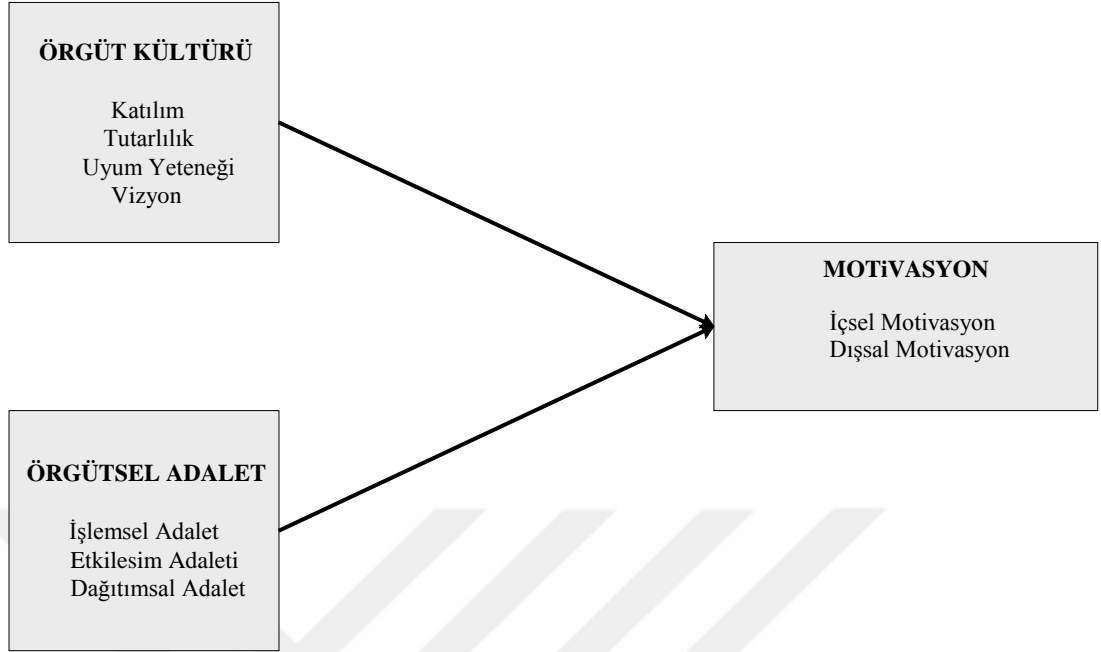 ÖRGÜT KÜLTÜRÜ
Katılım
Tutarlılık
Uyum Yeteneği
Vizyon
MOTiVASYON
İçsel Motivasyon
Dışsal Motivasyon
ÖRGÜTSEL ADALET
İşlemsel Adalet
Etkilesim Adaleti
Dağıtımsal Adalet